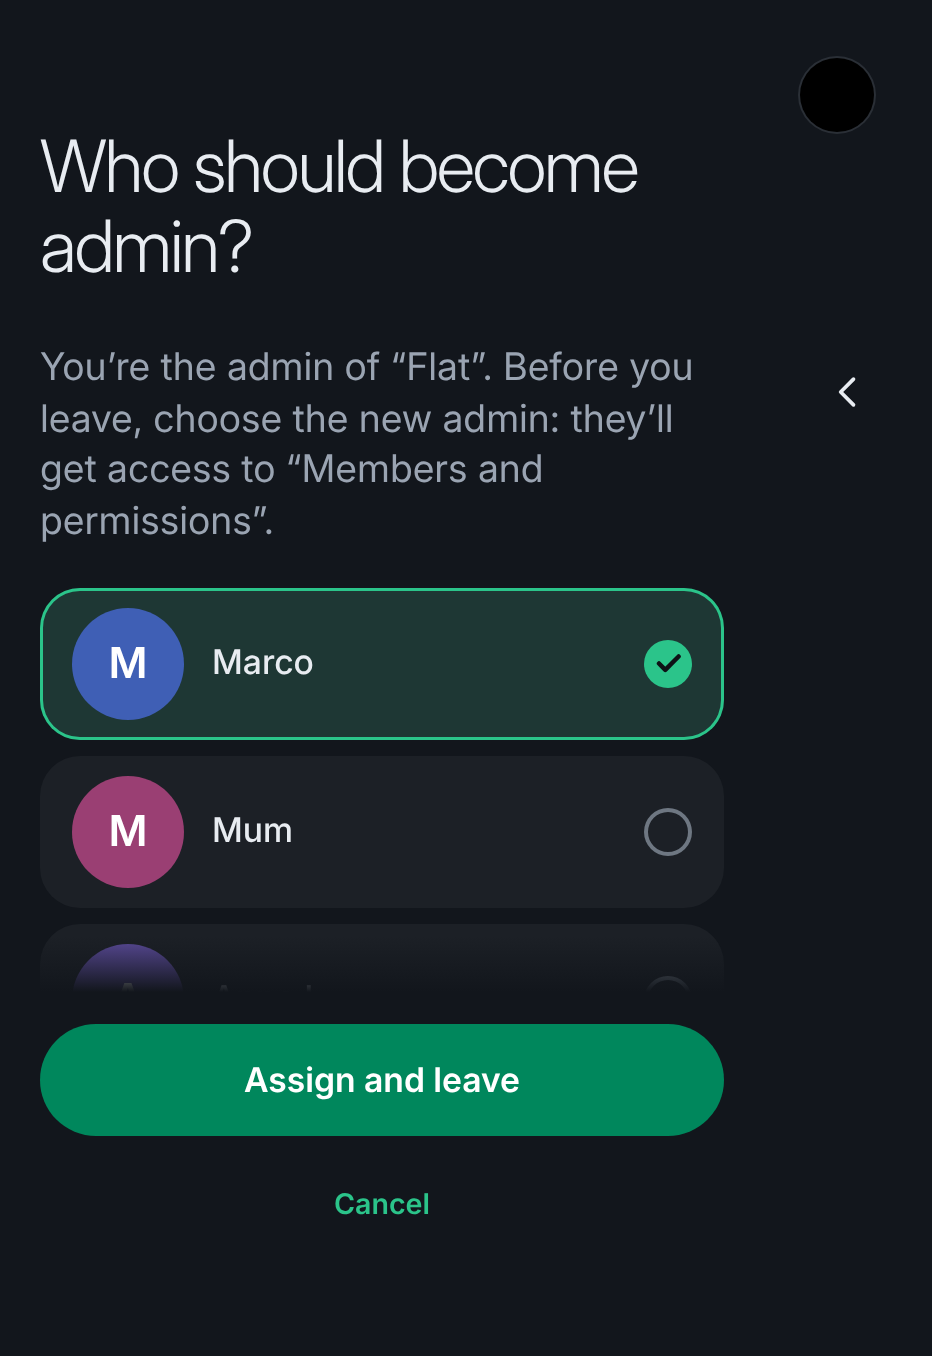 Who should become
admin?
You’re the admin of “Flat”. Before you
leave, choose the new admin: they’ll
get access to “Members and
permissions”.
M
Marco
M
Mum
Assign and leave
Cancel